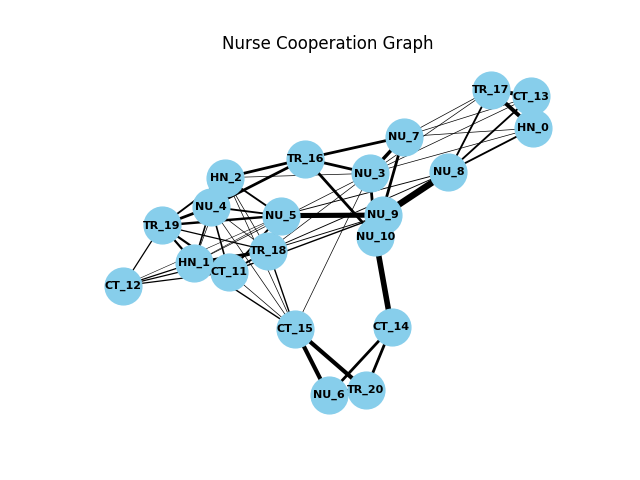 Nurse Cooperation Graph
TR_17
CT_13
HN_0
NU_7
TR_16
NU_3
NU_8
HN_2
NU_4
NU_5
NU_9
TR_19
NU_10
TR_18
HN_1
CT_11
CT_12
CT_15
CT_14
NU_6
TR_20